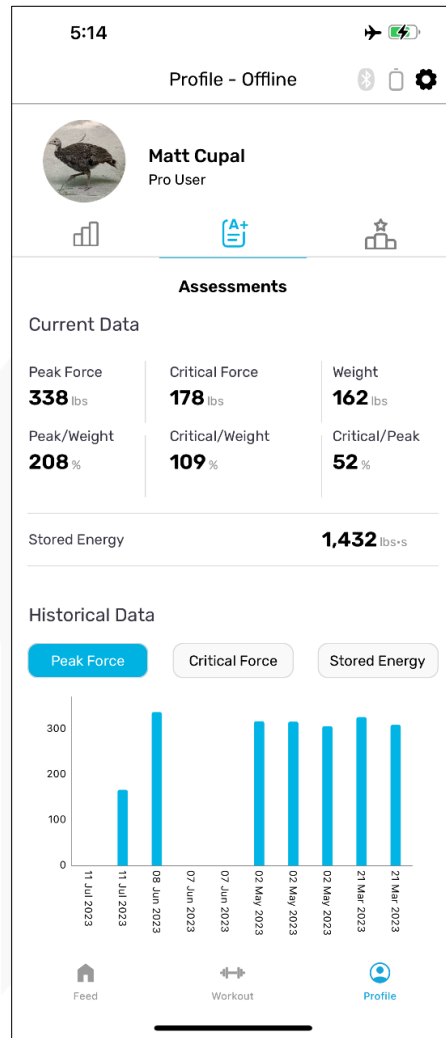 5:14
Profile - Offline
Matt Cupal
Pro User
A+
Assessments
Current Data
Peak Force Critical Force Weight
338 lbs 178 lbs 162 lbs
Peak/Weight Critical/Weight Critical/Peak
208 % 109 % 52 %
Stored Energy 1,432 lbs·s
Historical Data
Peak Force Critical Force Stored Energy
300
200
100
0
11 Jul 2023
11 Jul 2023
08 Jun 2023
07 Jun 2023
07 Jun 2023
02 May 2023
02 May 2023
02 May 2023
21 Mar 2023
21 Mar 2023
Feed Workout Profile